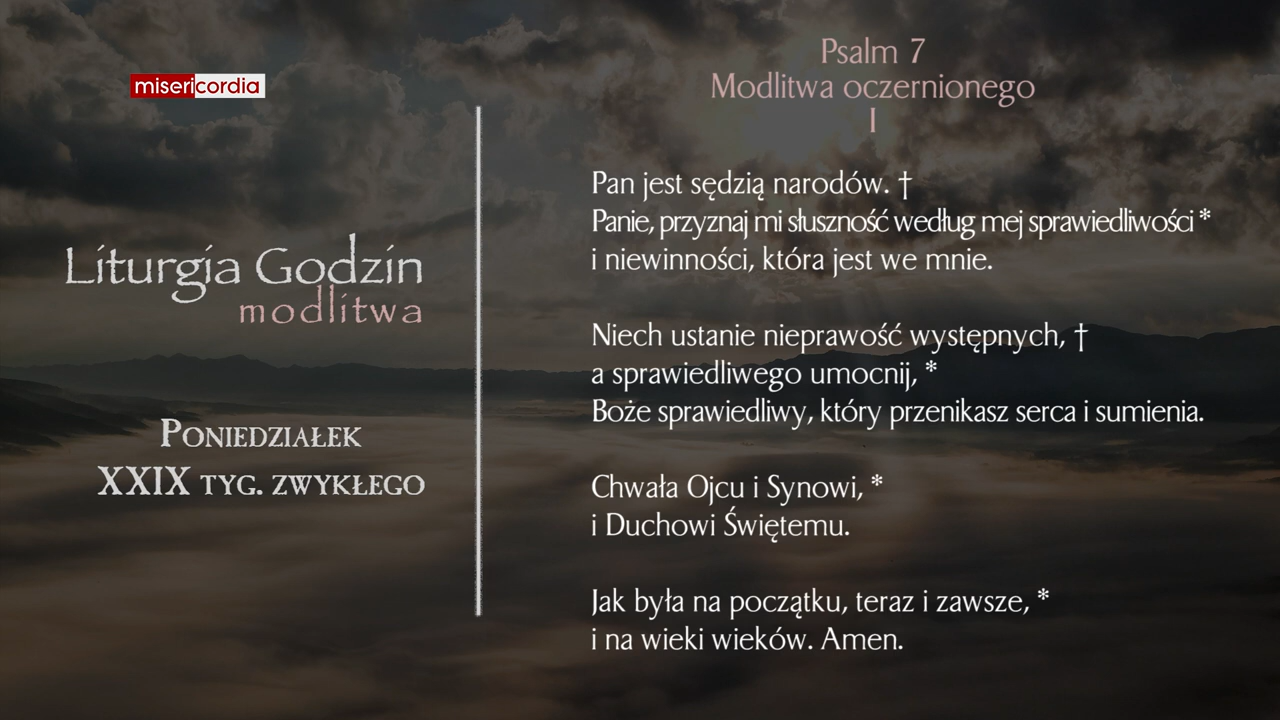 misericordia
Liturgia Godzin
modlitwa
Poniedziałek
XXIX tyg. zwykłego
Psalm 7
Modlitwa oczernionego
I
Pan jest sędzią narodów. †
Panie, przyznaj mi słuszność według mej sprawiedliwości *
i niewinności, która jest we mnie.
Niech ustanie nieprawość występnych, †
a sprawiedliwego umocnij, *
Boże sprawiedliwy, który przenikasz serca i sumienia.
Chwała Ojcu i Synowi, *
i Duchowi Świętemu.
Jak była na początku, teraz i zawsze, *
i na wieki wieków. Amen.